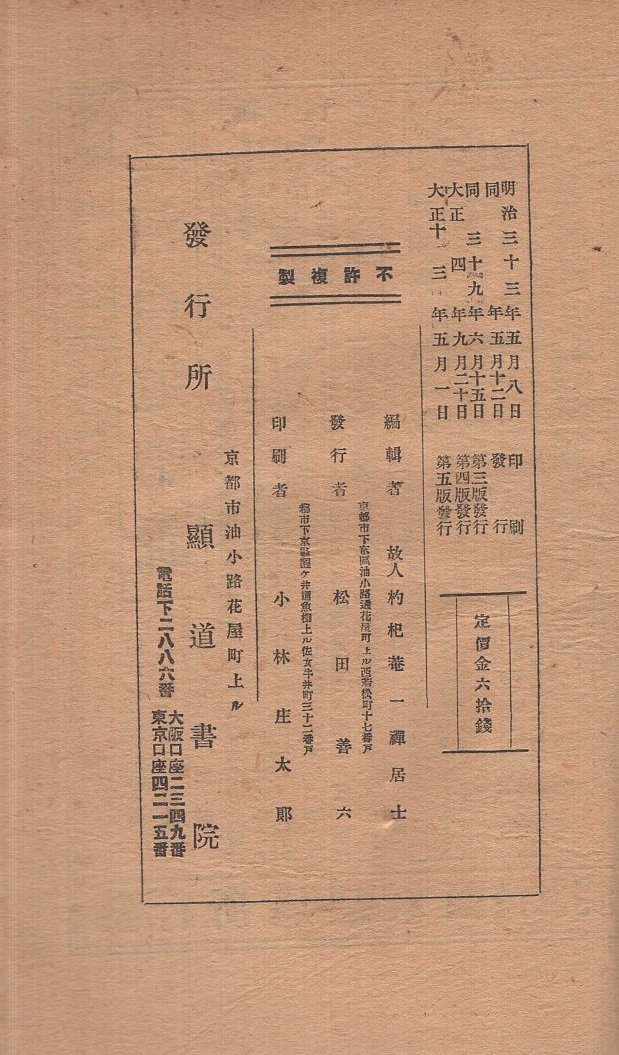 明治三十三年五月八日印刷
同年五月十二日發行
同三十九年六月十五日第三版發行
大正四年九月二十日第四版發行
大正十三年五月一日第五版發行
定價金六拾錢
不許複製
編輯者 故人杓杞菴一禪居士
京都市下京區油小路通花屋町上ル西若松町十七番戸
發行者 松田善六
都市下京區醒ケ井通魚棚上ル佐女牛井町三十二番戸
印刷者 小林庄太郎
京都市油小路花屋町上ル
發行所 顯道書院
電話下二八八六番
大阪口座二三四九番
東京口座四二一五番